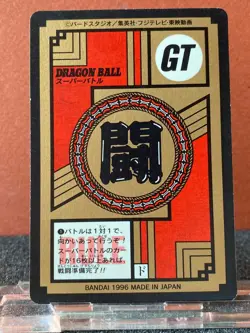 ©バードスタジオ/集英社・フジテレビ・東映動画
GT
DRAGON BALL
スーパーバトル
闘
❶バトルは1対1で、
向かいあって行うぞ!
スーパーバトルのカー
ドが16枚以上あれば、
戦闘準備完了!!
ド
BANDAI 1996 MADE IN JAPAN